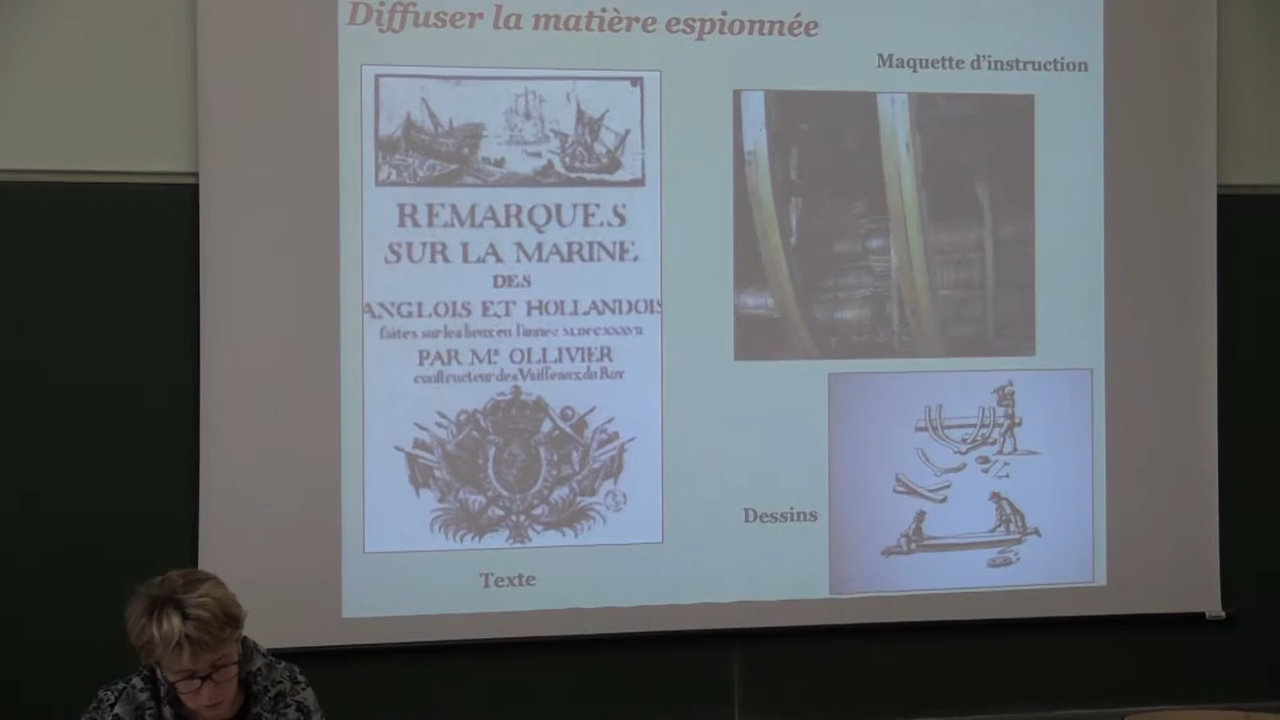 Diffuser la matière espionnée
Maquette d'instruction
REMARQUES
SUR LA MARINE
DES
ANGLOIS ET HOLLANDOIS
faites sur les lieux en l'année MDCCXXXVII
PAR Mr. OLLIVIER
constructeur des Vaisseaux du Roy
Dessins
Texte